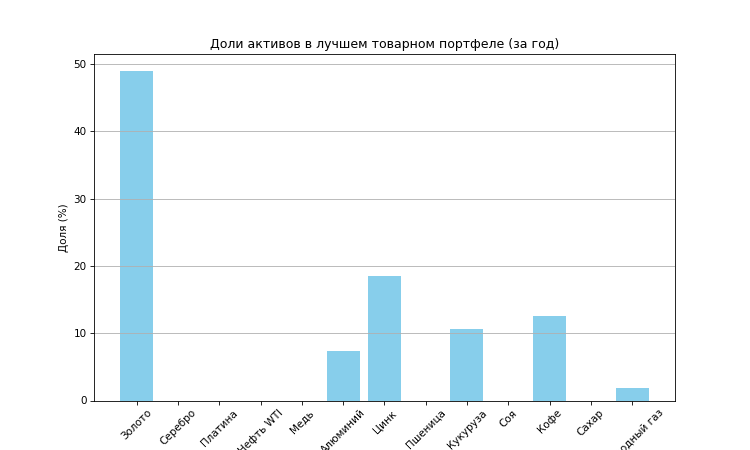 Доли активов в лучшем товарном портфеле (за год)
Доля (%)
50
40
30
20
10
0
Золото
Серебро
Платина
Нефть WTI
Медь
Алюминий
Цинк
Пшеница
Кукуруза
Соя
Кофе
Сахар
одный газ